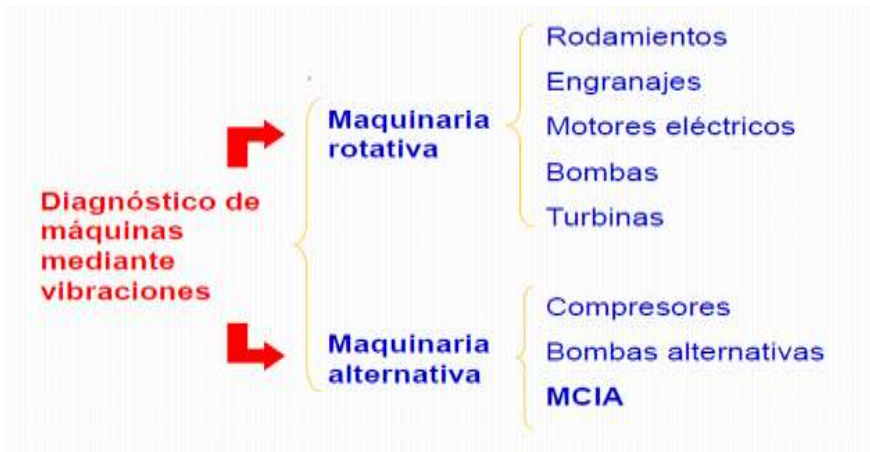 Diagnóstico de
máquinas
mediante
vibraciones
Maquinaria
rotativa
Rodamientos
Engranajes
Motores eléctricos
Bombas
Turbinas
Maquinaria
alternativa
Compresores
Bombas alternativas
MCIA